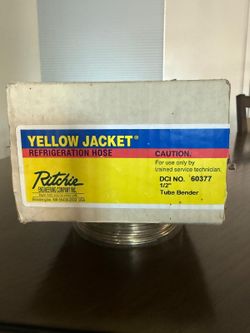 YELLOW JACKET®
REFRIGERATION HOSE
Ritchie
ENGINEERING COMPANY, INC.
CAUTION.
For use only by
trained service technician.
DCI NO. 60377
1/2"
Tube Bender